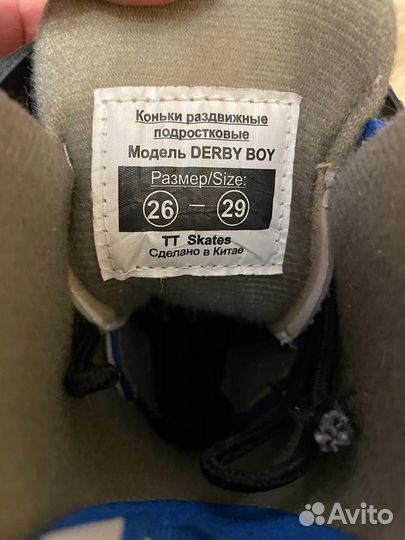 Коньки раздвижные
подростковые
Модель DERBY BOY
Размер/Size:
26 — 29
TT Skates
Сделано в Китае
Avito